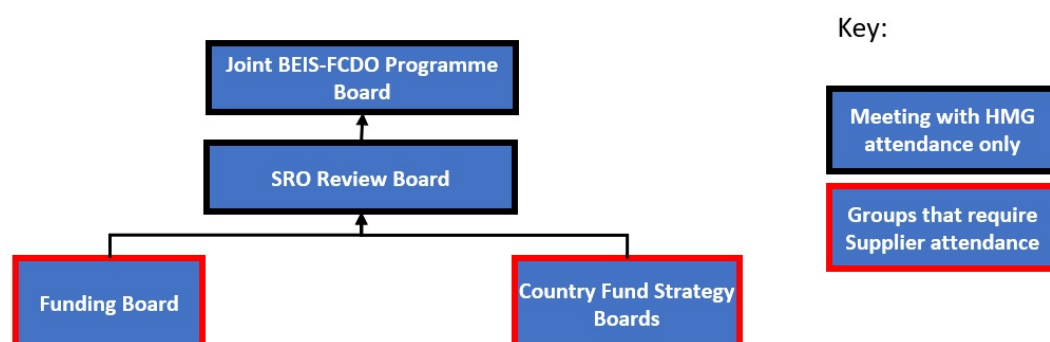 Key:
Joint BEIS-FCDO Programme
Board
Meeting with HMG
attendance only
SRO Review Board
Groups that require
Supplier attendance
Funding Board
Country Fund Strategy
Boards